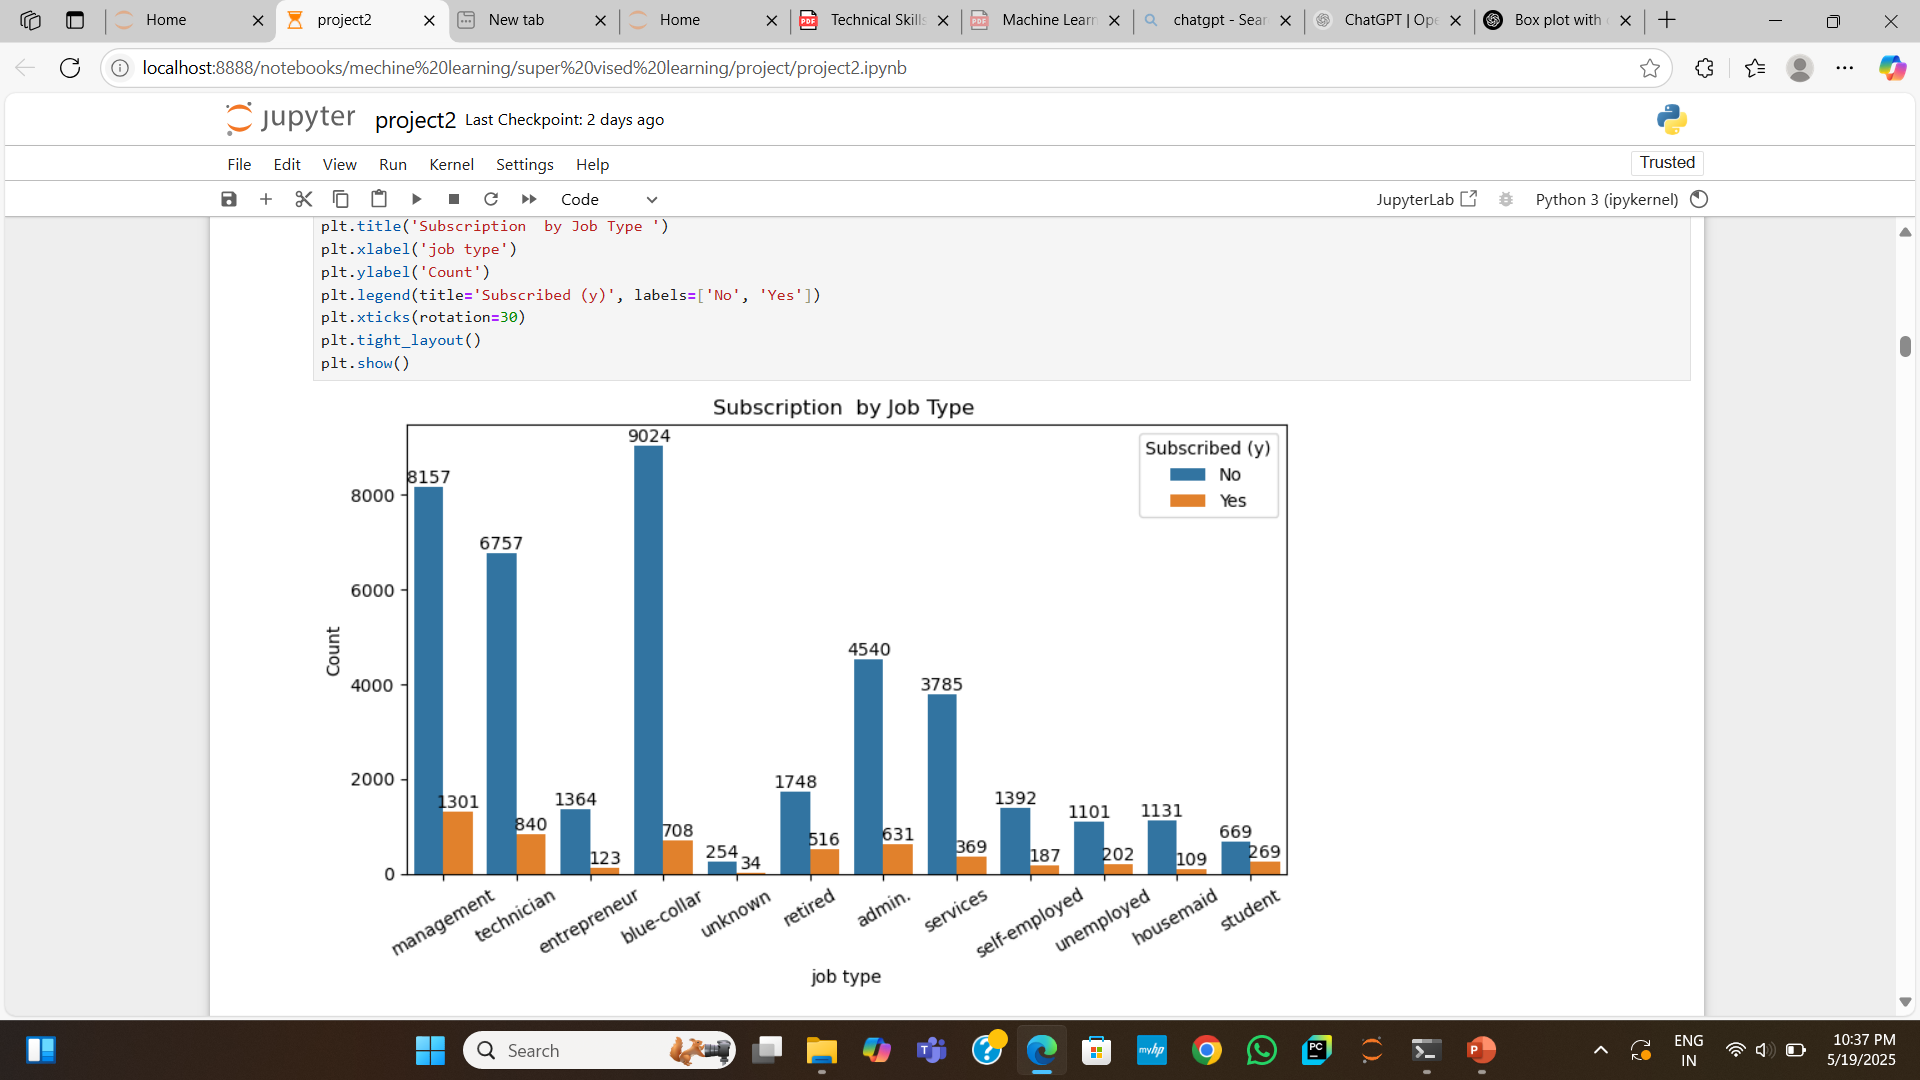 Home
project2
New tab
Home
Technical Skills
Machine Learn
chatgpt - Sear
ChatGPT | Ope
Box plot with
localhost:8888/notebooks/mechine%20learning/super%20vised%20learning/project/project2.ipynb
jupyter project2 Last Checkpoint: 2 days ago
File Edit View Run Kernel Settings Help
Trusted
Code
JupyterLab
Python 3 (ipykernel)
plt.title('Subscription  by Job Type ')
plt.xlabel('job type')
plt.ylabel('Count')
plt.legend(title='Subscribed (y)', labels=['No', 'Yes'])
plt.xticks(rotation=30)
plt.tight_layout()
plt.show()
Subscription  by Job Type
Subscribed (y)
No
Yes
Count
8000
6000
4000
2000
0
8157
1301
6757
840
1364
123
9024
708
254
34
1748
516
4540
631
3785
369
1392
187
1101
202
1131
109
669
269
management
technician
entrepreneur
blue-collar
unknown
retired
admin.
services
self-employed
unemployed
housemaid
student
job type
Search
myhp
PC
ENG
IN
10:37 PM
5/19/2025